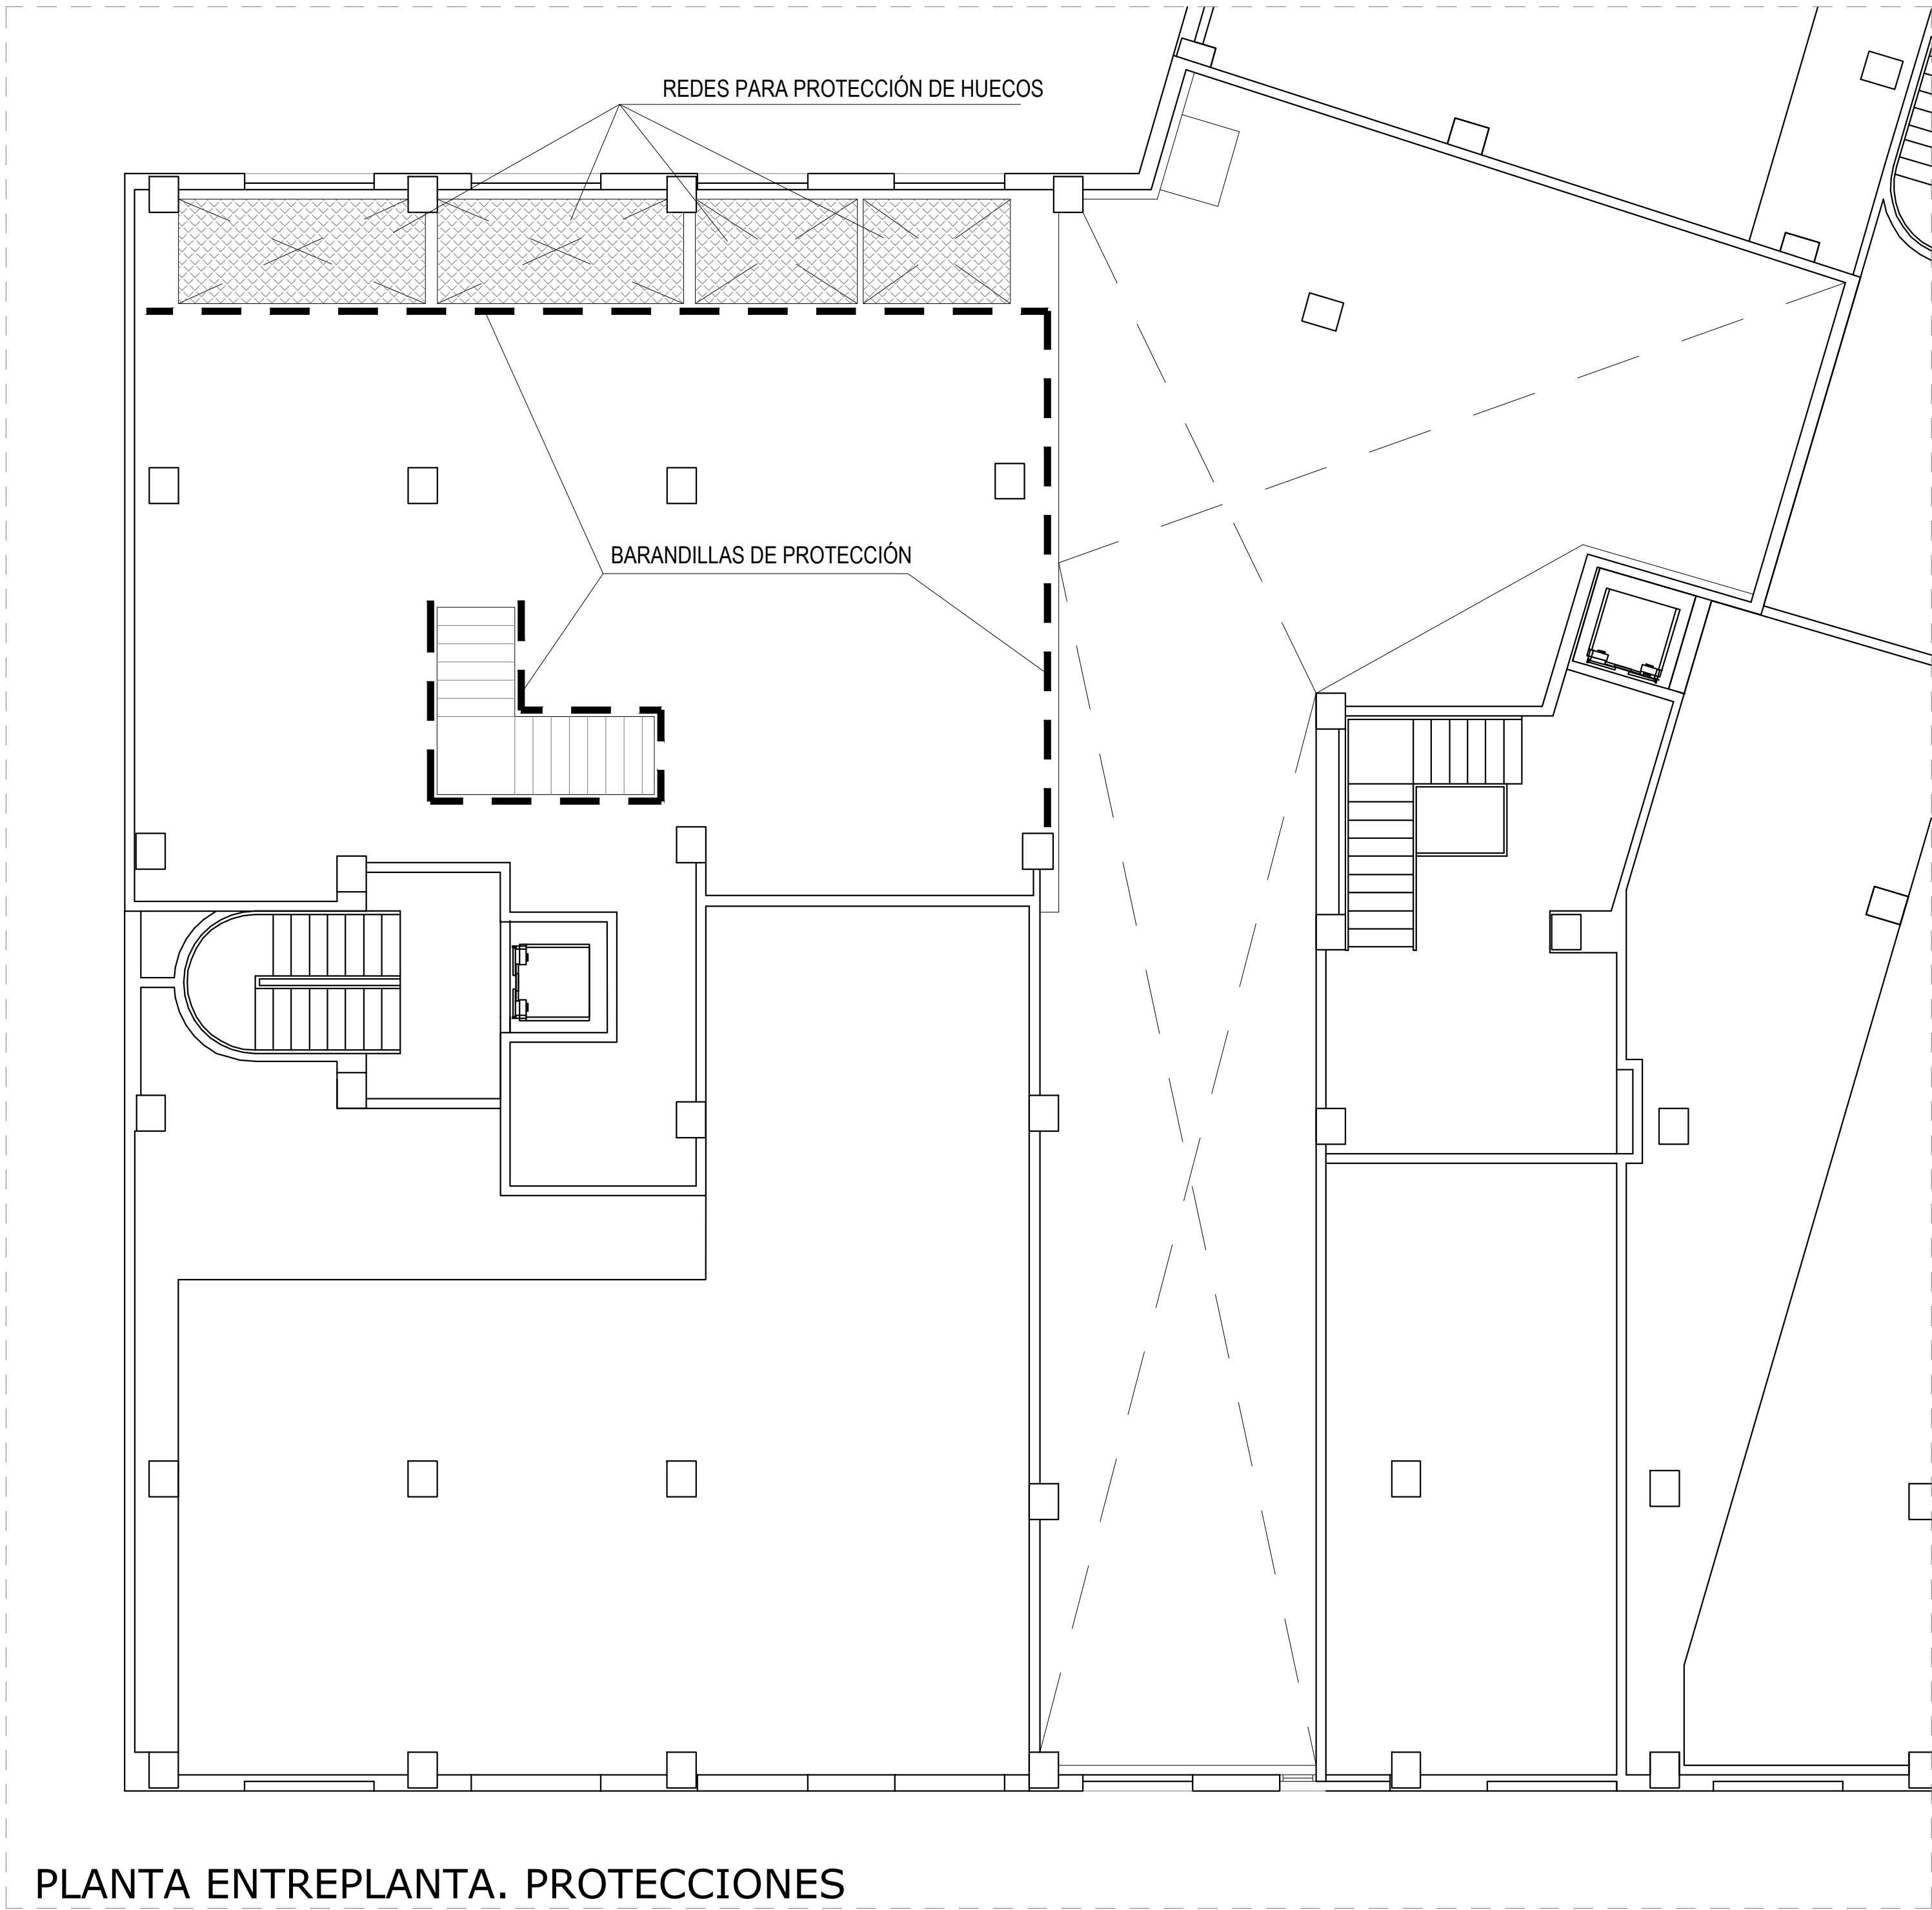 REDES PARA PROTECCIÓN DE HUECOS
BARANDILLAS DE PROTECCIÓN
PLANTA ENTREPLANTA. PROTECCIONES